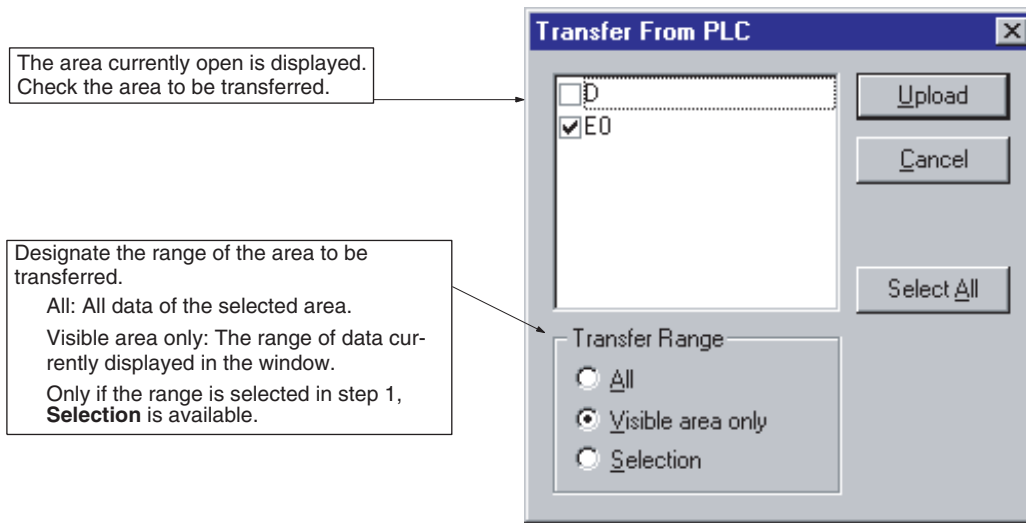 The area currently open is displayed.
Check the area to be transferred.
Designate the range of the area to be
transferred.
All: All data of the selected area.
Visible area only: The range of data cur-
rently displayed in the window.
Only if the range is selected in step 1,
Selection is available.
Transfer From PLC
D
E0
Upload
Cancel
Select All
Transfer Range
All
Visible area only
Selection